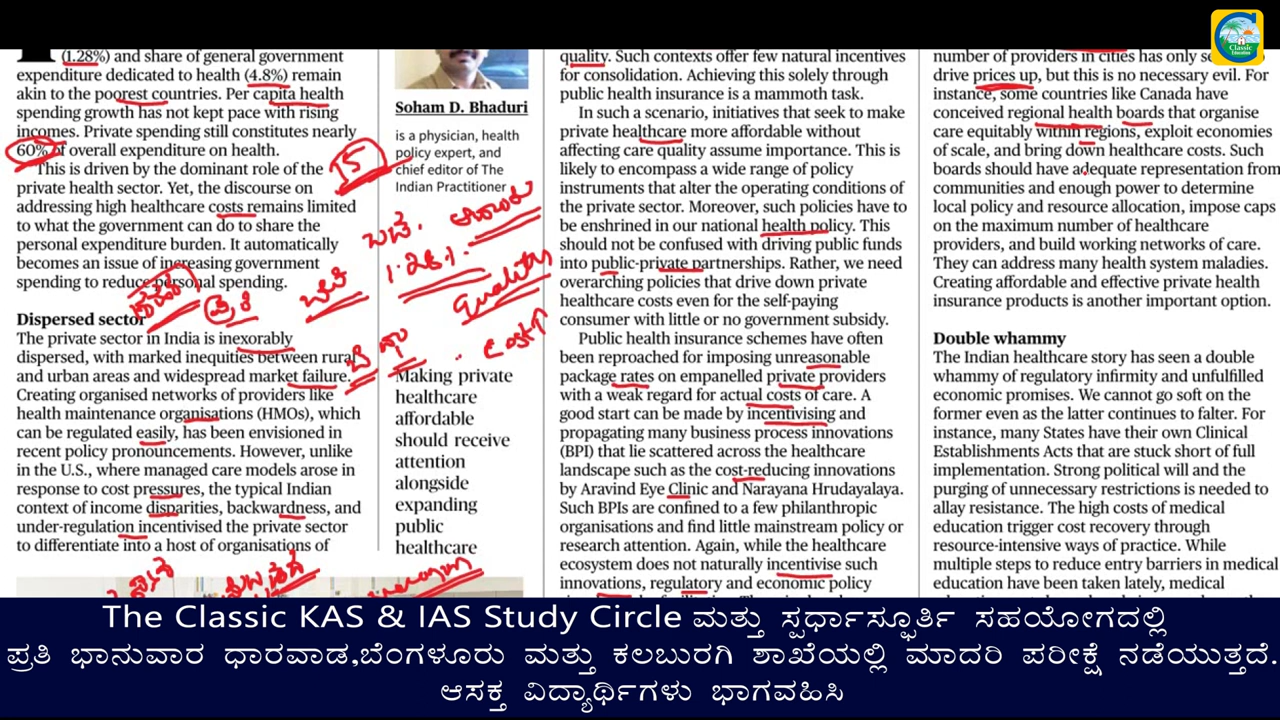 (1.28%) and share of general government
expenditure dedicated to health (4.8%) remain
akin to the poorest countries. Per capita health
spending growth has not kept pace with rising
incomes. Private spending still constitutes nearly
60% of overall expenditure on health.
This is driven by the dominant role of the
private health sector. Yet, the discourse on
addressing high healthcare costs remains limited
to what the government can do to share the
personal expenditure burden. It automatically
becomes an issue of increasing government
spending to reduce personal spending.
Dispersed sector
The private sector in India is inexorably
dispersed, with marked inequities between rural
and urban areas and widespread market failure.
Creating organised networks of providers like
health maintenance organisations (HMOs), which
can be regulated easily, has been envisioned in
recent policy pronouncements. However, unlike
in the U.S., where managed care models arose in
response to cost pressures, the typical Indian
context of income disparities, backwardness, and
under-regulation incentivised the private sector
to differentiate into a host of organisations of
Soham D. Bhaduri
is a physician, health
policy expert, and
chief editor of The
Indian Practitioner
15
1.28%
Quality
Cost
Making private
healthcare
affordable
should receive
attention
alongside
expanding
public
healthcare
quality. Such contexts offer few natural incentives
for consolidation. Achieving this solely through
public health insurance is a mammoth task.
In such a scenario, initiatives that seek to make
private healthcare more affordable without
affecting care quality assume importance. This is
likely to encompass a wide range of policy
instruments that alter the operating conditions of
the private sector. Moreover, such policies have to
be enshrined in our national health policy. This
should not be confused with driving public funds
into public-private partnerships. Rather, we need
overarching policies that drive down private
healthcare costs even for the self-paying
consumer with little or no government subsidy.
Public health insurance schemes have often
been reproached for imposing unreasonable
package rates on empanelled private providers
with a weak regard for actual costs of care. A
good start can be made by incentivising and
propagating many business process innovations
(BPI) that lie scattered across the healthcare
landscape such as the cost-reducing innovations
by Aravind Eye Clinic and Narayana Hrudayalaya.
Such BPIs are confined to a few philanthropic
organisations and find little mainstream policy or
research attention. Again, while the healthcare
ecosystem does not naturally incentivise such
innovations, regulatory and economic policy
number of providers in cities has only
drive prices up, but this is no necessary evil. For
instance, some countries like Canada have
conceived regional health boards that organise
care equitably within regions, exploit economies
of scale, and bring down healthcare costs. Such
boards should have adequate representation from
communities and enough power to determine
local policy and resource allocation, impose caps
on the maximum number of healthcare
providers, and build working networks of care.
They can address many health system maladies.
Creating affordable and effective private health
insurance products is another important option.
Double whammy
The Indian healthcare story has seen a double
whammy of regulatory infirmity and unfulfilled
economic promises. We cannot go soft on the
former even as the latter continues to falter. For
instance, many States have their own Clinical
Establishments Acts that are stuck short of full
implementation. Strong political will and the
purging of unnecessary restrictions is needed to
allay resistance. The high costs of medical
education trigger cost recovery through
resource-intensive ways of practice. While
multiple steps to reduce entry barriers in medical
education have been taken lately, medical
Classic
Education
The Classic KAS & IAS Study Circle ಮತ್ತು ಸ್ಪರ್ಧಾಸ್ಫೂರ್ತಿ ಸಹಯೋಗದಲ್ಲಿ
ಪ್ರತಿ ಭಾನುವಾರ ಧಾರವಾಡ,ಬೆಂಗಳೂರು ಮತ್ತು ಕಲಬುರಗಿ ಶಾಖೆಯಲ್ಲಿ ಮಾದರಿ ಪರೀಕ್ಷೆ ನಡೆಯುತ್ತದೆ.
ಆಸಕ್ತ ವಿದ್ಯಾರ್ಥಿಗಳು ಭಾಗವಹಿಸಿ